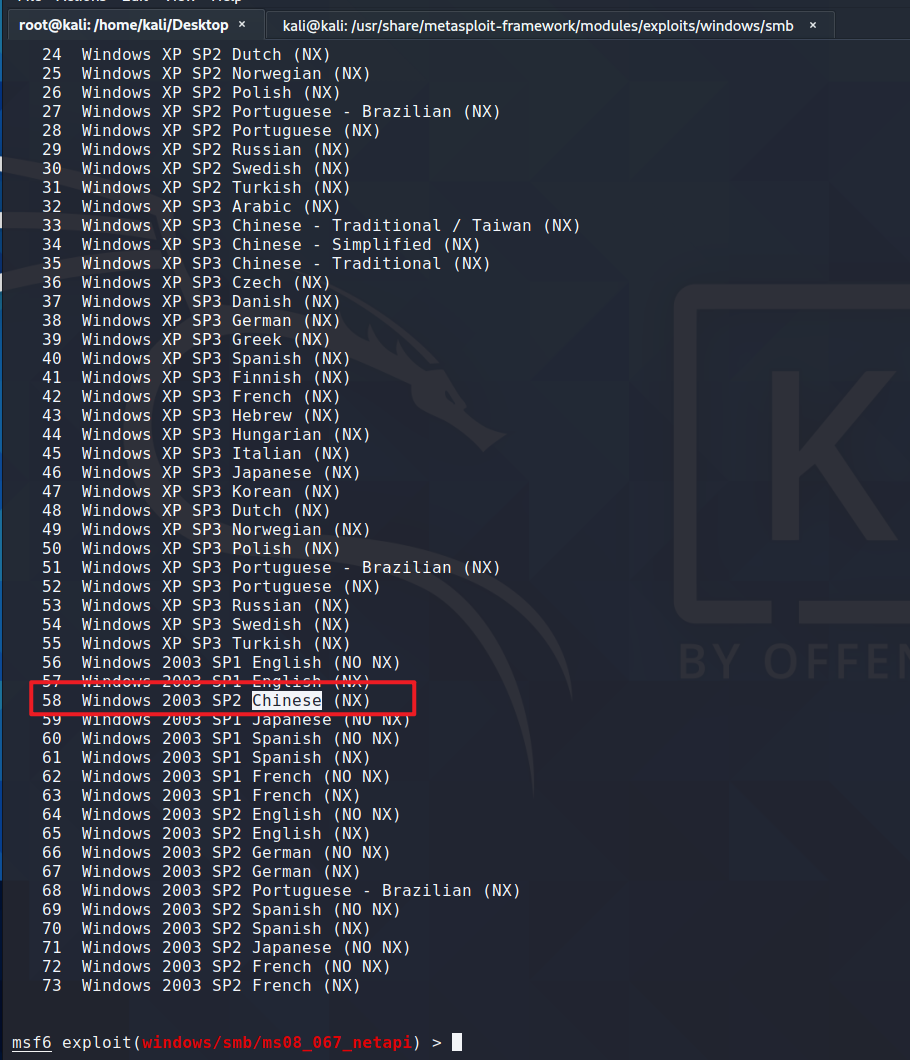 root@kali: /home/kali/Desktop ×
kali@kali: /usr/share/metasploit-framework/modules/exploits/windows/smb ×
24 Windows XP SP2 Dutch (NX)
25 Windows XP SP2 Norwegian (NX)
26 Windows XP SP2 Polish (NX)
27 Windows XP SP2 Portuguese - Brazilian (NX)
28 Windows XP SP2 Portuguese (NX)
29 Windows XP SP2 Russian (NX)
30 Windows XP SP2 Swedish (NX)
31 Windows XP SP2 Turkish (NX)
32 Windows XP SP3 Arabic (NX)
33 Windows XP SP3 Chinese - Traditional / Taiwan (NX)
34 Windows XP SP3 Chinese - Simplified (NX)
35 Windows XP SP3 Chinese - Traditional (NX)
36 Windows XP SP3 Czech (NX)
37 Windows XP SP3 Danish (NX)
38 Windows XP SP3 German (NX)
39 Windows XP SP3 Greek (NX)
40 Windows XP SP3 Spanish (NX)
41 Windows XP SP3 Finnish (NX)
42 Windows XP SP3 French (NX)
43 Windows XP SP3 Hebrew (NX)
44 Windows XP SP3 Hungarian (NX)
45 Windows XP SP3 Italian (NX)
46 Windows XP SP3 Japanese (NX)
47 Windows XP SP3 Korean (NX)
48 Windows XP SP3 Dutch (NX)
49 Windows XP SP3 Norwegian (NX)
50 Windows XP SP3 Polish (NX)
51 Windows XP SP3 Portuguese - Brazilian (NX)
52 Windows XP SP3 Portuguese (NX)
53 Windows XP SP3 Russian (NX)
54 Windows XP SP3 Swedish (NX)
55 Windows XP SP3 Turkish (NX)
56 Windows 2003 SP1 English (NO NX)
57 Windows 2003 SP1 English (NX)
58 Windows 2003 SP2 Chinese (NX)
59 Windows 2003 SP1 Japanese (NO NX)
60 Windows 2003 SP1 Spanish (NO NX)
61 Windows 2003 SP1 Spanish (NX)
62 Windows 2003 SP1 French (NO NX)
63 Windows 2003 SP1 French (NX)
64 Windows 2003 SP2 English (NO NX)
65 Windows 2003 SP2 English (NX)
66 Windows 2003 SP2 German (NO NX)
67 Windows 2003 SP2 German (NX)
68 Windows 2003 SP2 Portuguese - Brazilian (NX)
69 Windows 2003 SP2 Spanish (NO NX)
70 Windows 2003 SP2 Spanish (NX)
71 Windows 2003 SP2 Japanese (NO NX)
72 Windows 2003 SP2 French (NO NX)
73 Windows 2003 SP2 French (NX)
K
BY OFFEN
msf6 exploit(windows/smb/ms08_067_netapi) >